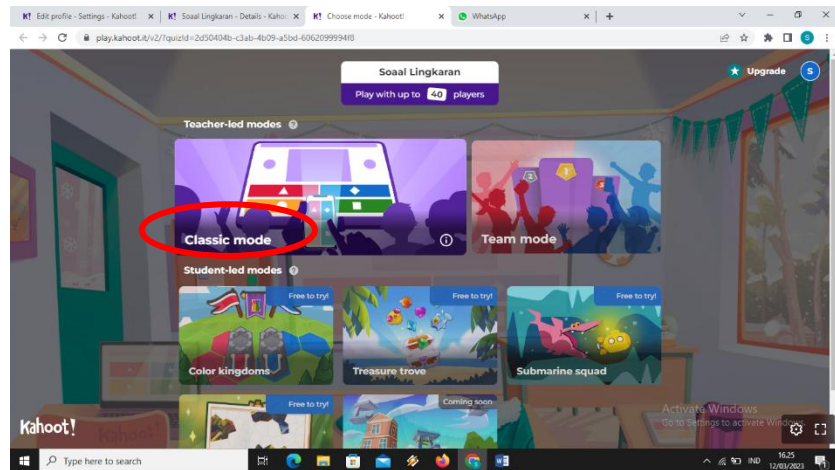 Edit profile - Settings - Kahoot!
Soaal Lingkaran - Details - Kaho
Choose mode - Kahoot!
WhatsApp
play.kahoot.it/v2/?quizId=2d50404b-c3ab-4b09-a5bd-6062099994f8
Soaal Lingkaran
Play with up to 40 players
Upgrade
S
S
Teacher-led modes
Classic mode
Team mode
Student-led modes
Free to try!
Color kingdoms
Free to try!
Treasure trove
Free to try!
Submarine squad
Free to try!
Coming soon
Activate Windows
Go to Settings to activate Windows.
Kahoot!
Type here to search
IND
16.25
12/03/2023